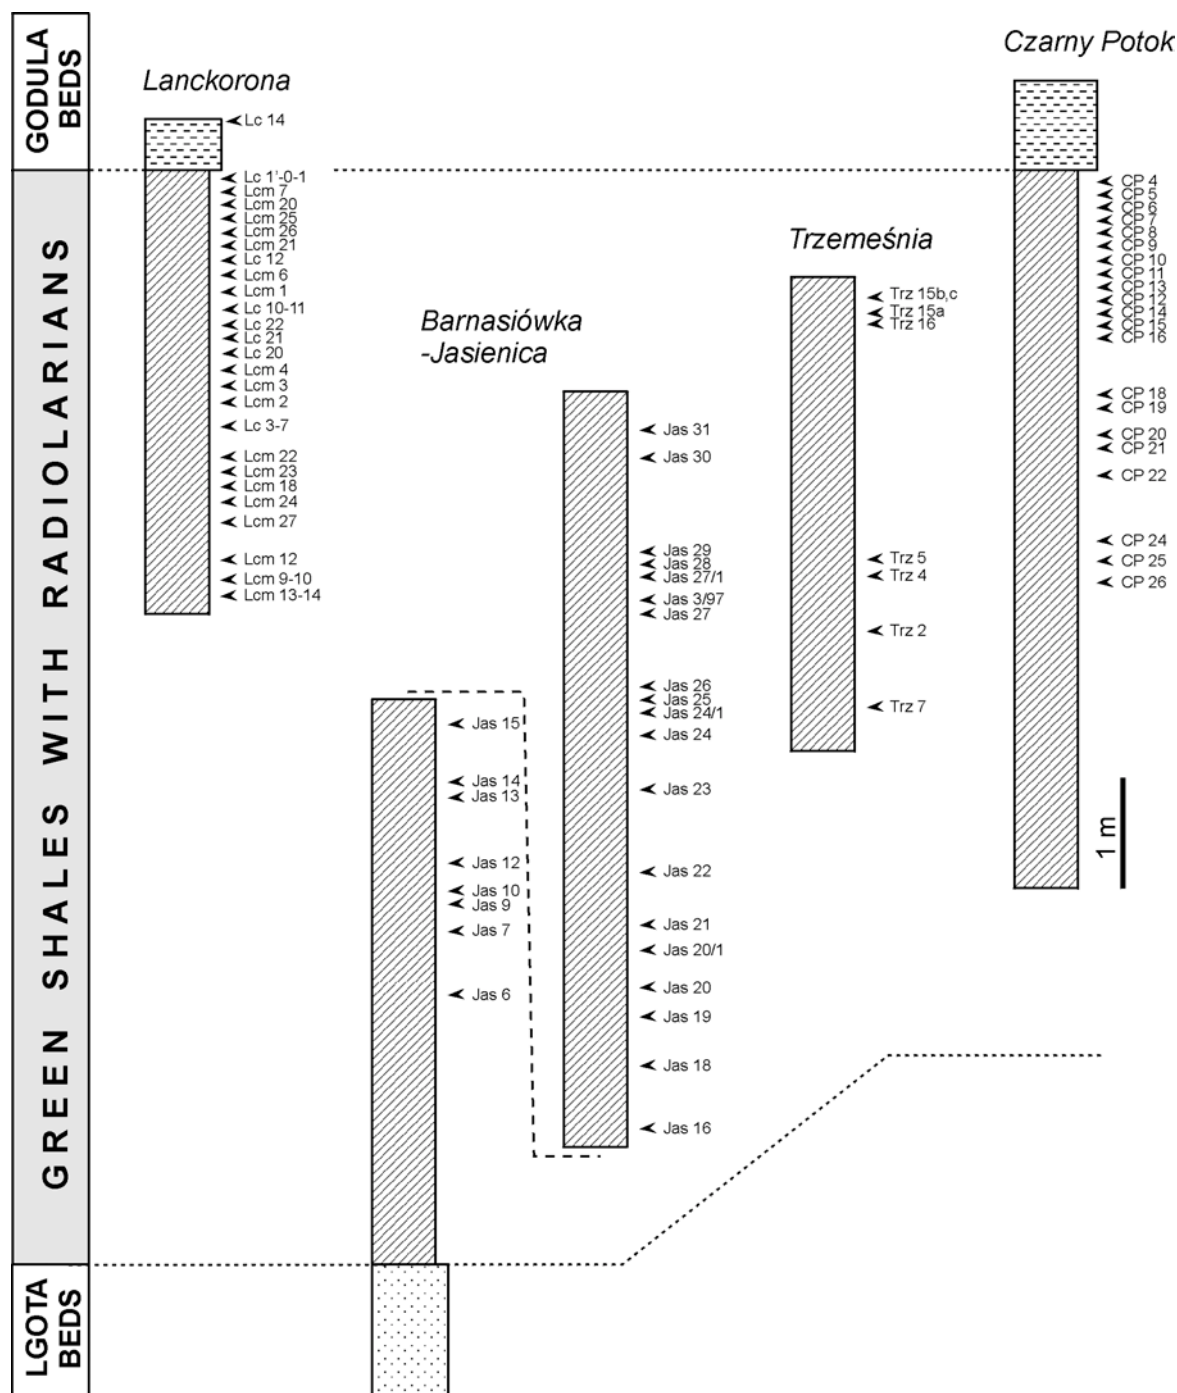 GODULA
BEDS
GREEN SHALES WITH RADIOLARIANS
LGOTA
BEDS
Lanckorona
Lc 14
Lc 1'-0-1
Lcm 7
Lcm 20
Lcm 25
Lcm 26
Lcm 21
Lc 12
Lcm 6
Lcm 1
Lc 10-11
Lc 22
Lc 21
Lc 20
Lcm 4
Lcm 3
Lcm 2
Lc 3-7
Lcm 22
Lcm 23
Lcm 18
Lcm 24
Lcm 27
Lcm 12
Lcm 9-10
Lcm 13-14
Barnasiówka
-Jasienica
Jas 15
Jas 14
Jas 13
Jas 12
Jas 10
Jas 9
Jas 7
Jas 6
Jas 31
Jas 30
Jas 29
Jas 28
Jas 27/1
Jas 3/97
Jas 27
Jas 26
Jas 25
Jas 24/1
Jas 24
Jas 23
Jas 22
Jas 21
Jas 20/1
Jas 20
Jas 19
Jas 18
Jas 16
Trzemeśnia
Trz 15b,c
Trz 15a
Trz 16
Trz 5
Trz 4
Trz 2
Trz 7
Czarny Potok
CP 4
CP 5
CP 6
CP 7
CP 8
CP 9
CP 10
CP 11
CP 13
CP 12
CP 14
CP 15
CP 16
CP 18
CP 19
CP 20
CP 21
CP 22
CP 24
CP 25
CP 26
1 m